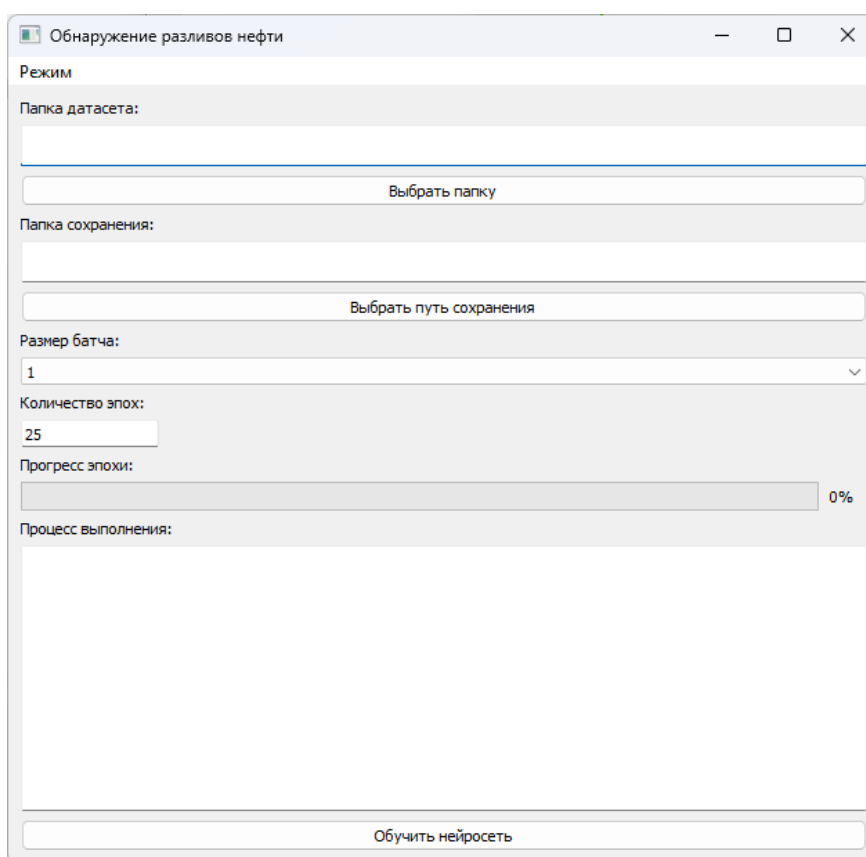 Обнаружение разливов нефти
Режим
Папка датасета:
Выбрать папку
Папка сохранения:
Выбрать путь сохранения
Размер батча:
1
Количество эпох:
25
Прогресс эпохи:
0%
Процесс выполнения:
Обучить нейросеть